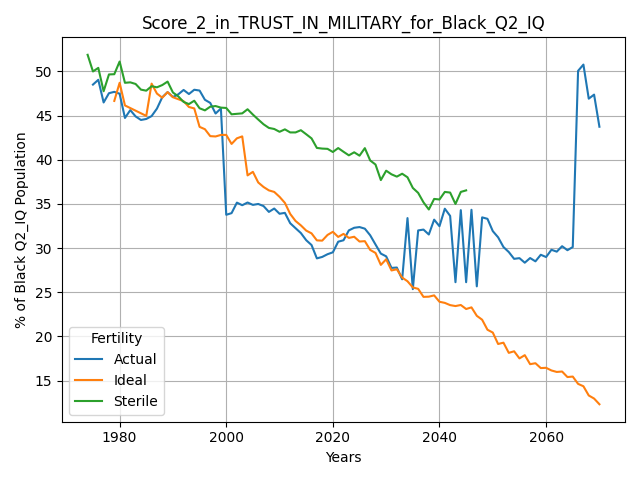 Score_2_in_TRUST_IN_MILITARY_for_Black_Q2_IQ
% of Black Q2_IQ Population
50
45
40
35
30
25
20
15
Fertility
Actual
Ideal
Sterile
1980 2000 2020 2040 2060
Years